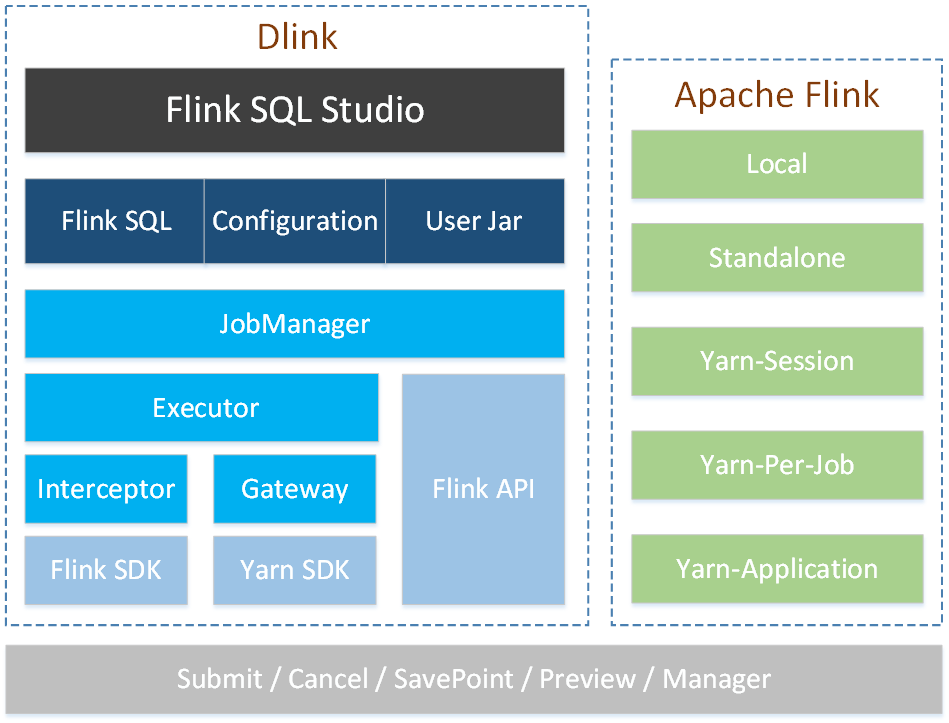 Dlink
Flink SQL Studio
Flink SQL
Configuration
User Jar
JobManager
Executor
Interceptor
Gateway
Flink API
Flink SDK
Yarn SDK
Apache Flink
Local
Standalone
Yarn-Session
Yarn-Per-Job
Yarn-Application
Submit / Cancel / SavePoint / Preview / Manager